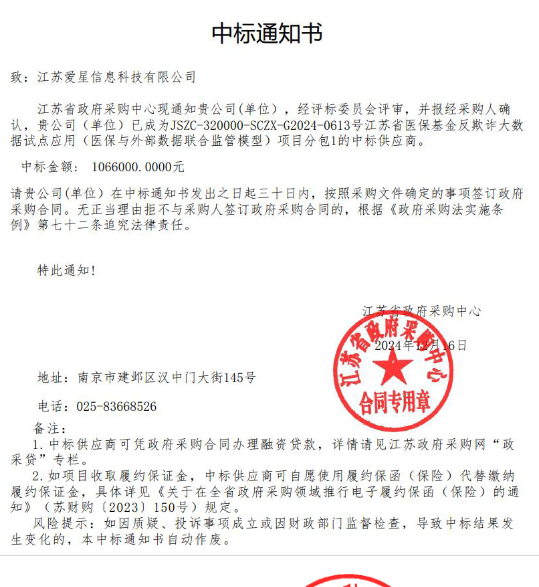 中标通知书
致：江苏爱星信息科技有限公司
江苏省政府采购中心现通知贵公司(单位），经评标委员会评审，并报经采购人确
认，贵公司（单位）已成为JSZC-320000-SCZX-G2024-0613号江苏省医保基金反欺诈大数
据试点应用（医保与外部数据联合监管模型）项目分包1的中标供应商。
中标金额： 1066000.0000元
请贵公司(单位）在中标通知书发出之日起三十日内，按照采购文件确定的事项签订政府
采购合同。无正当理由拒不与采购人签订政府采购合同的，根据《政府采购法实施条
例》第七十二条追究法律责任。
特此通知!
江苏省政府采购中心
2024年12月16日
江苏省政府采购中心
合同专用章
地址：南京市建邺区汉中门大街145号
电话：025-83668526
备注：
1.中标供应商可凭政府采购合同办理融资贷款，详情请见江苏政府采购网“政
采贷”专栏。
2.如项目收取履约保证金，中标供应商可自愿使用履约保函（保险）代替缴纳
履约保证金，具体详见《关于在全省政府采购领域推行电子履约保函（保险）的通
知》（苏财购〔2023〕150号）规定。
风险提示：如因质疑、投诉事项成立或因财政部门监督检查，导致中标结果发
生变化的，本中标通知书自动作废。